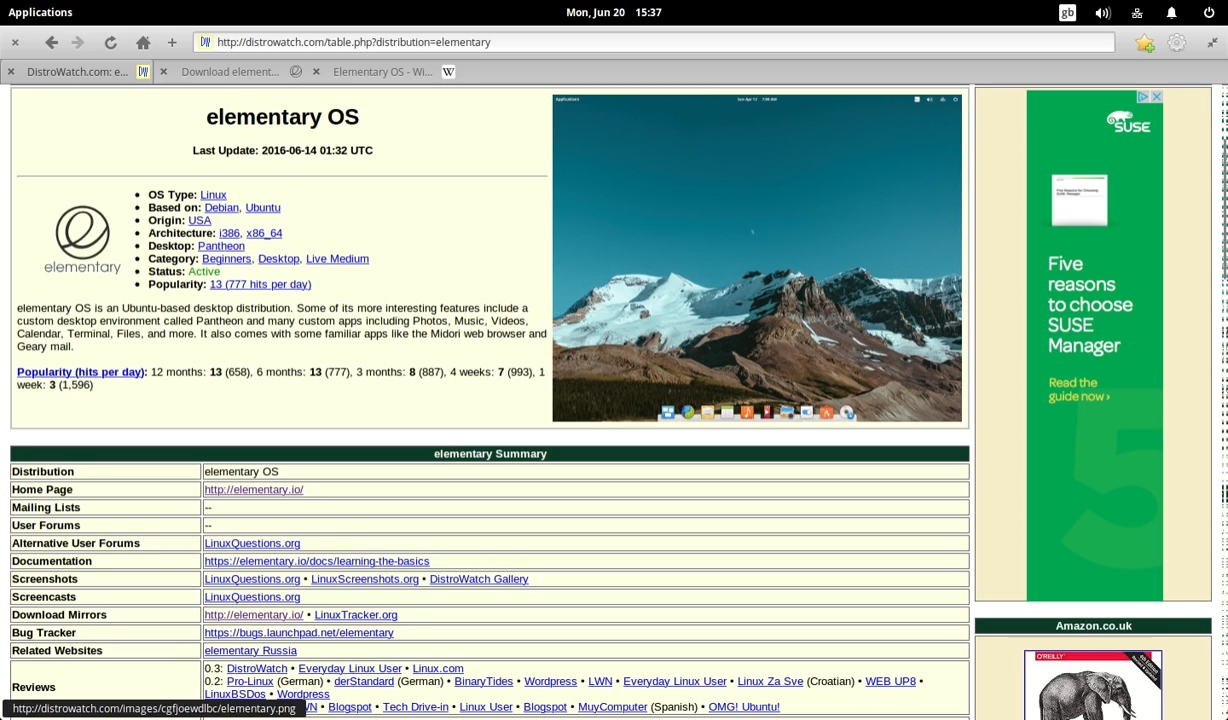 Applications
Mon, Jun 20 15:37
gb
http://distrowatch.com/table.php?distribution=elementary
DistroWatch.com: e...
DW
Download element...
Elementary OS - Wi...
W
elementary OS
Last Update: 2016-06-14 01:32 UTC
elementary
• OS Type: Linux
• Based on: Debian, Ubuntu
• Origin: USA
• Architecture: i386, x86_64
• Desktop: Pantheon
• Category: Beginners, Desktop, Live Medium
• Status: Active
• Popularity: 13 (777 hits per day)
elementary OS is an Ubuntu-based desktop distribution. Some of its more interesting features include a
custom desktop environment called Pantheon and many custom apps including Photos, Music, Videos,
Calendar, Terminal, Files, and more. It also comes with some familiar apps like the Midori web browser and
Geary mail.
Popularity (hits per day): 12 months: 13 (658), 6 months: 13 (777), 3 months: 8 (887), 4 weeks: 7 (993), 1
week: 3 (1,596)
Applications
SUSE
Five Reasons for Choosing
SUSE Manager
Five
reasons
to choose
SUSE
Manager
Read the
guide now ›
elementary Summary
Distribution elementary OS
Home Page http://elementary.io/
Mailing Lists --
User Forums --
Alternative User Forums LinuxQuestions.org
Documentation https://elementary.io/docs/learning-the-basics
Screenshots LinuxQuestions.org • LinuxScreenshots.org • DistroWatch Gallery
Screencasts LinuxQuestions.org
Download Mirrors http://elementary.io/ • LinuxTracker.org
Bug Tracker https://bugs.launchpad.net/elementary
Related Websites elementary Russia
Reviews
0.3: DistroWatch • Everyday Linux User • Linux.com
0.2: Pro-Linux (German) • derStandard (German) • BinaryTides • Wordpress • LWN • Everyday Linux User • Linux Za Sve (Croatian) • WEB UP8 •
LinuxBSDos • Wordpress
• Blogspot • Tech Drive-in • Linux User • Blogspot • MuyComputer (Spanish) • OMG! Ubuntu!
Amazon.co.uk
O'REILLY
http://distrowatch.com/images/cgfjoewdlbc/elementary.png